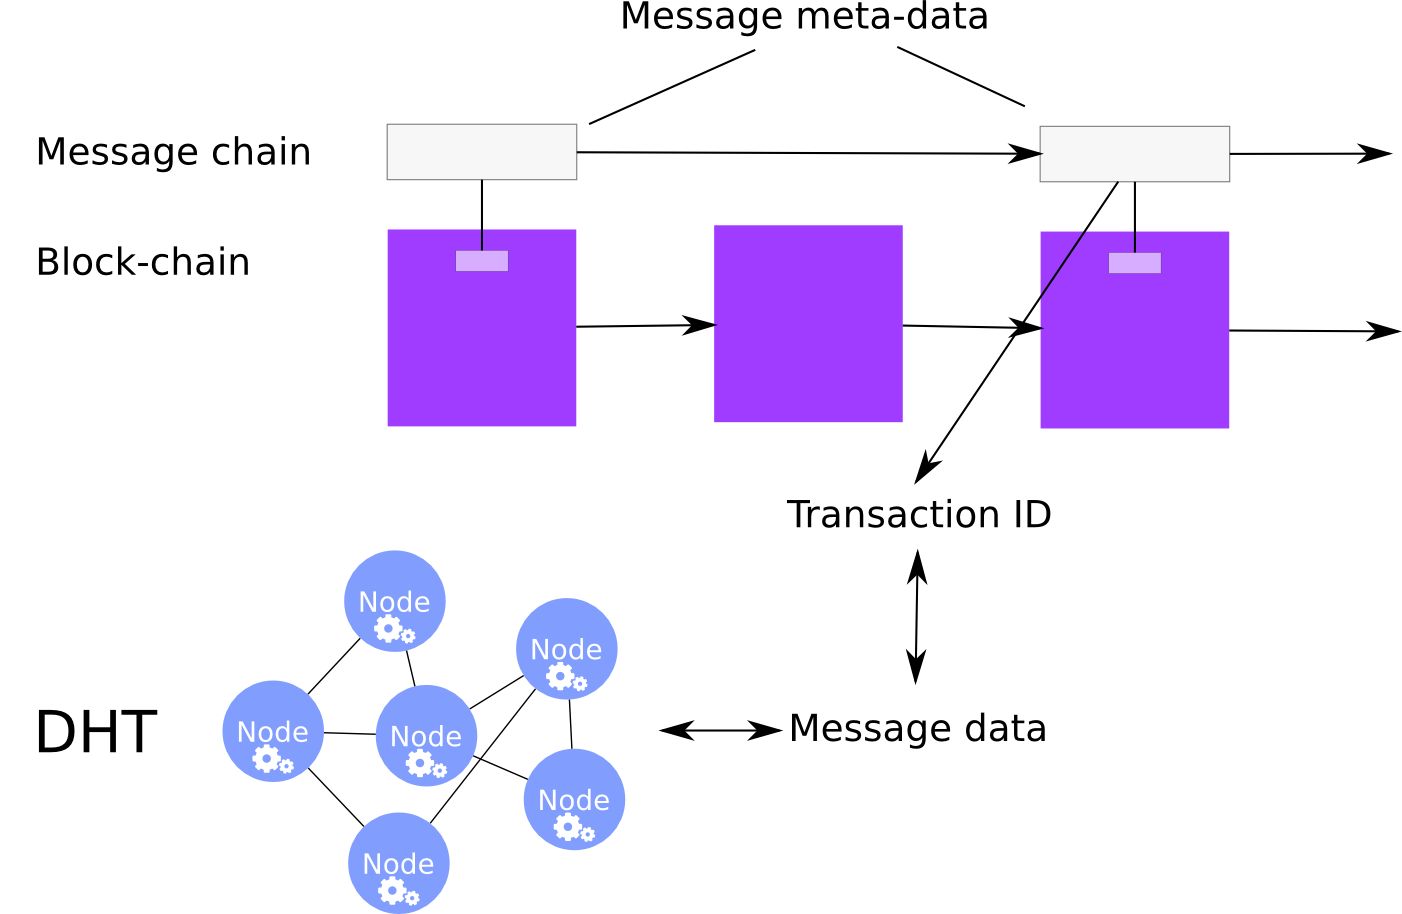 Message meta-data
Message chain
Block-chain
Transaction ID
Node
Node
DHT
Node
Node
Message data
Node
Node